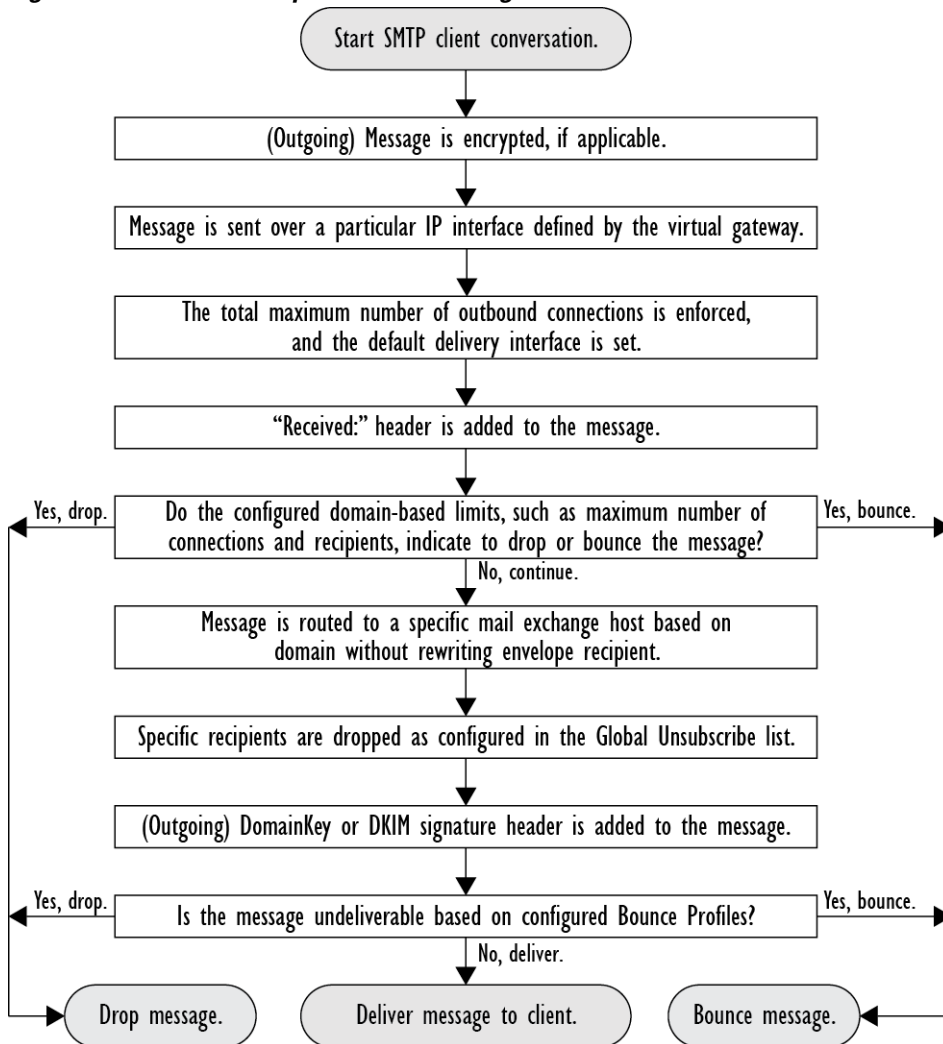 Start SMTP client conversation.
(Outgoing) Message is encrypted, if applicable.
Message is sent over a particular IP interface defined by the virtual gateway.
The total maximum number of outbound connections is enforced,
and the default delivery interface is set.
“Received:” header is added to the message.
Yes, drop.
Do the configured domain-based limits, such as maximum number of
connections and recipients, indicate to drop or bounce the message?
Yes, bounce.
No, continue.
Message is routed to a specific mail exchange host based on
domain without rewriting envelope recipient.
Specific recipients are dropped as configured in the Global Unsubscribe list.
(Outgoing) DomainKey or DKIM signature header is added to the message.
Yes, drop.
Is the message undeliverable based on configured Bounce Profiles?
Yes, bounce.
No, deliver.
Drop message.
Deliver message to client.
Bounce message.